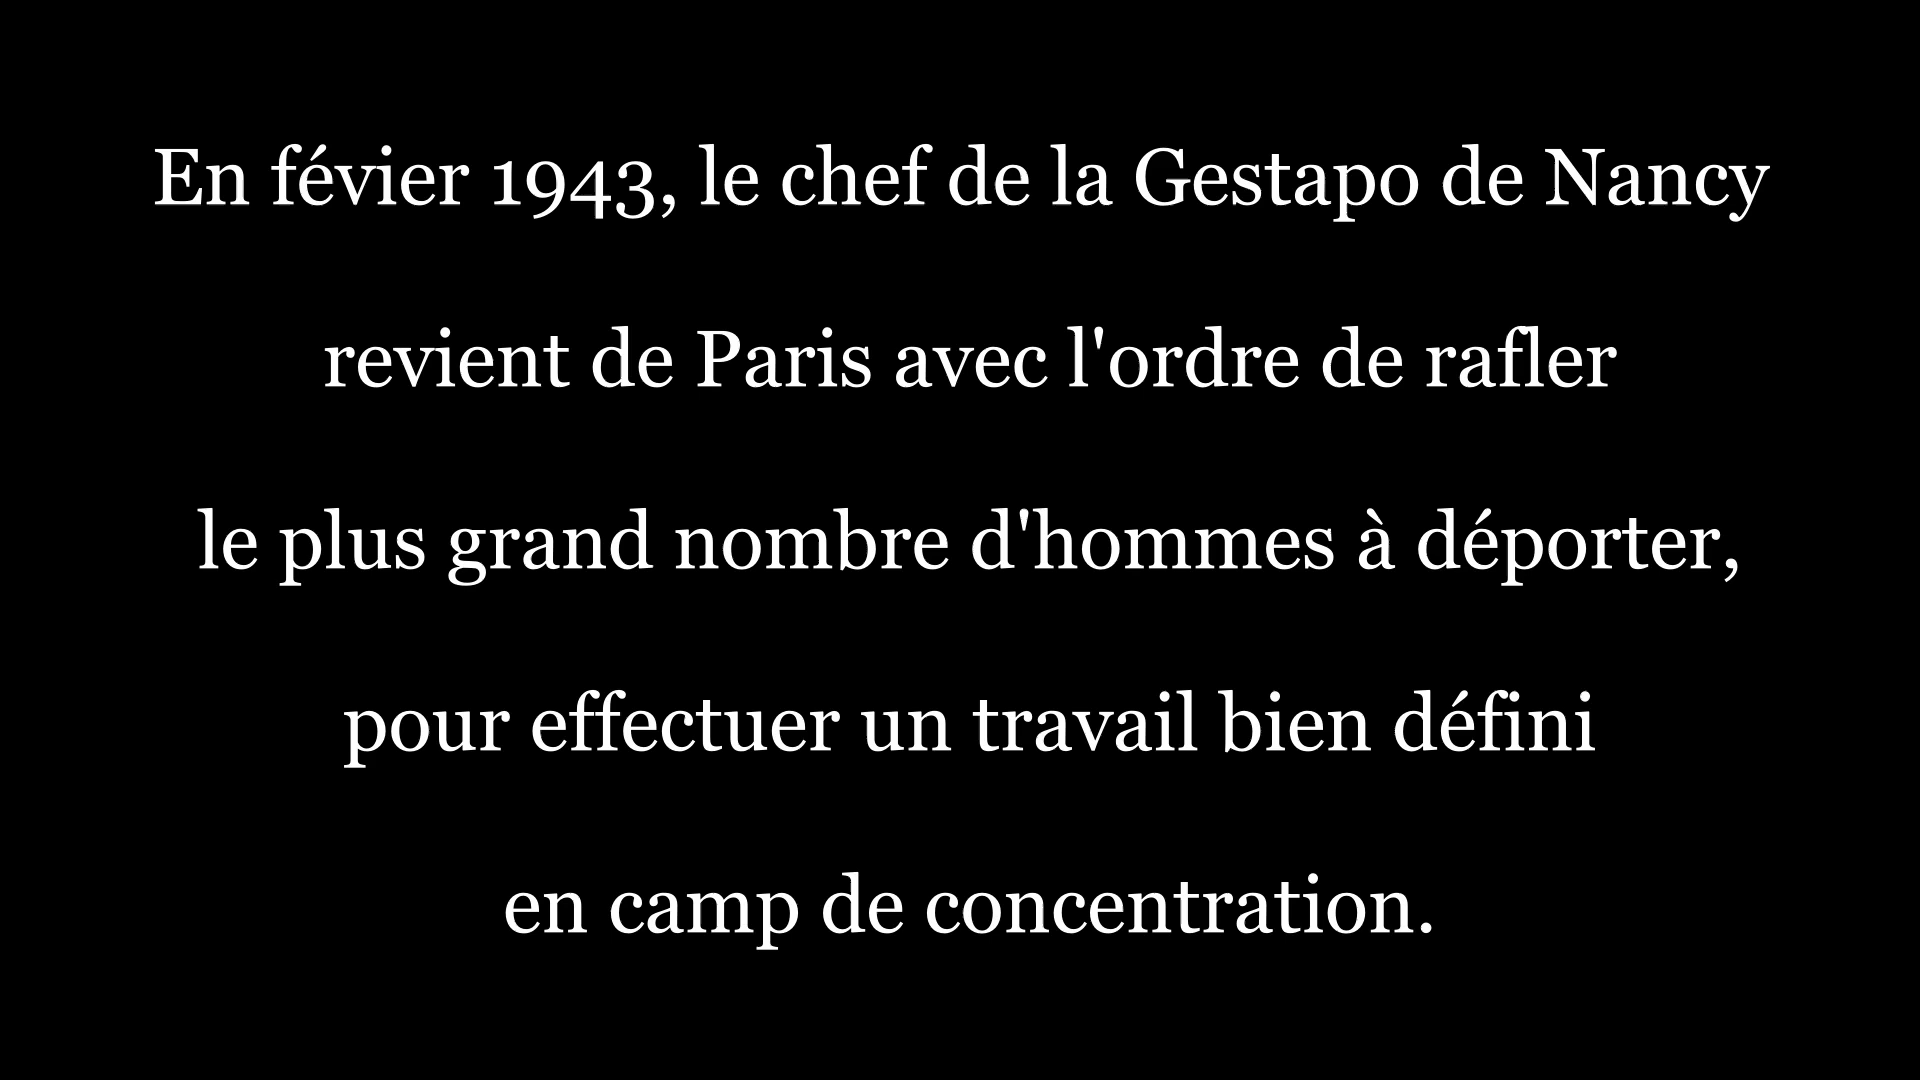 En févier 1943, le chef de la Gestapo de Nancy
revient de Paris avec l'ordre de rafler
le plus grand nombre d'hommes à déporter,
pour effectuer un travail bien défini
en camp de concentration.